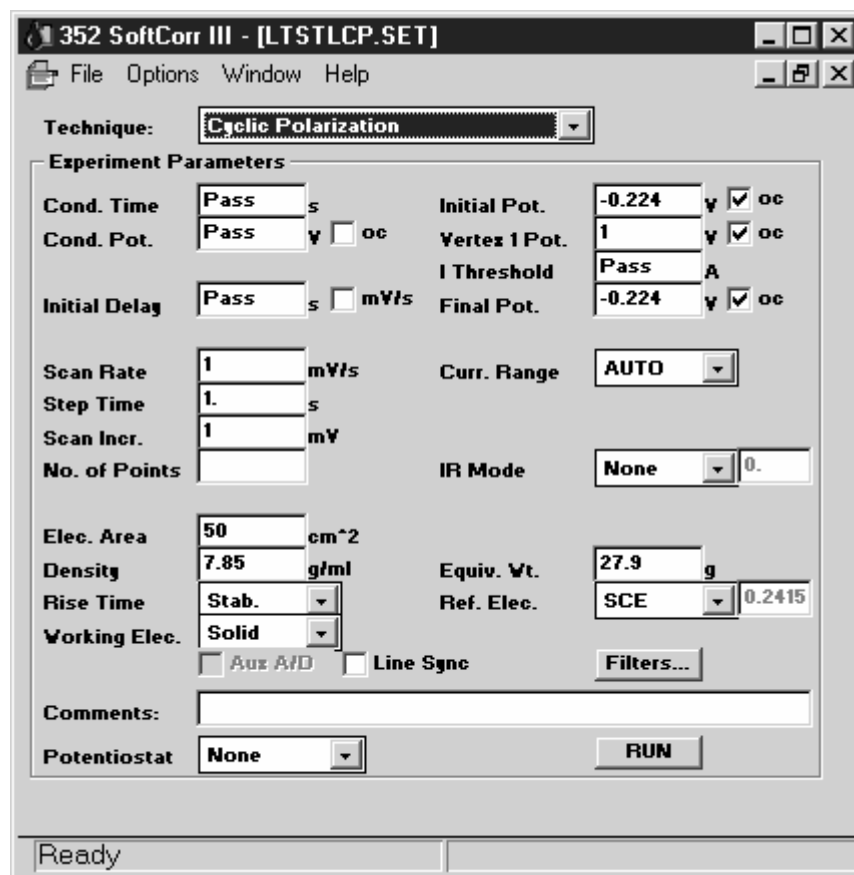 352 SoftCorr III - [LTSTLCP.SET]
File Options Window Help
Technique: Cyclic Polarization
Experiment Parameters
Cond. Time Pass s Initial Pot. -0.224 V oc
Cond. Pot. Pass V oc Vertex 1 Pot. 1 V oc
I Threshold Pass A
Initial Delay Pass s mV/s Final Pot. -0.224 V oc
Scan Rate 1 mV/s Curr. Range AUTO
Step Time 1. s
Scan Incr. 1 mV
No. of Points IR Mode None 0.
Elec. Area 50 cm^2
Density 7.85 g/ml Equiv. Wt. 27.9 g
Rise Time Stab. Ref. Elec. SCE 0.2415
Working Elec. Solid
Aux A/D Line Sync Filters...
Comments:
Potentiostat None RUN
Ready